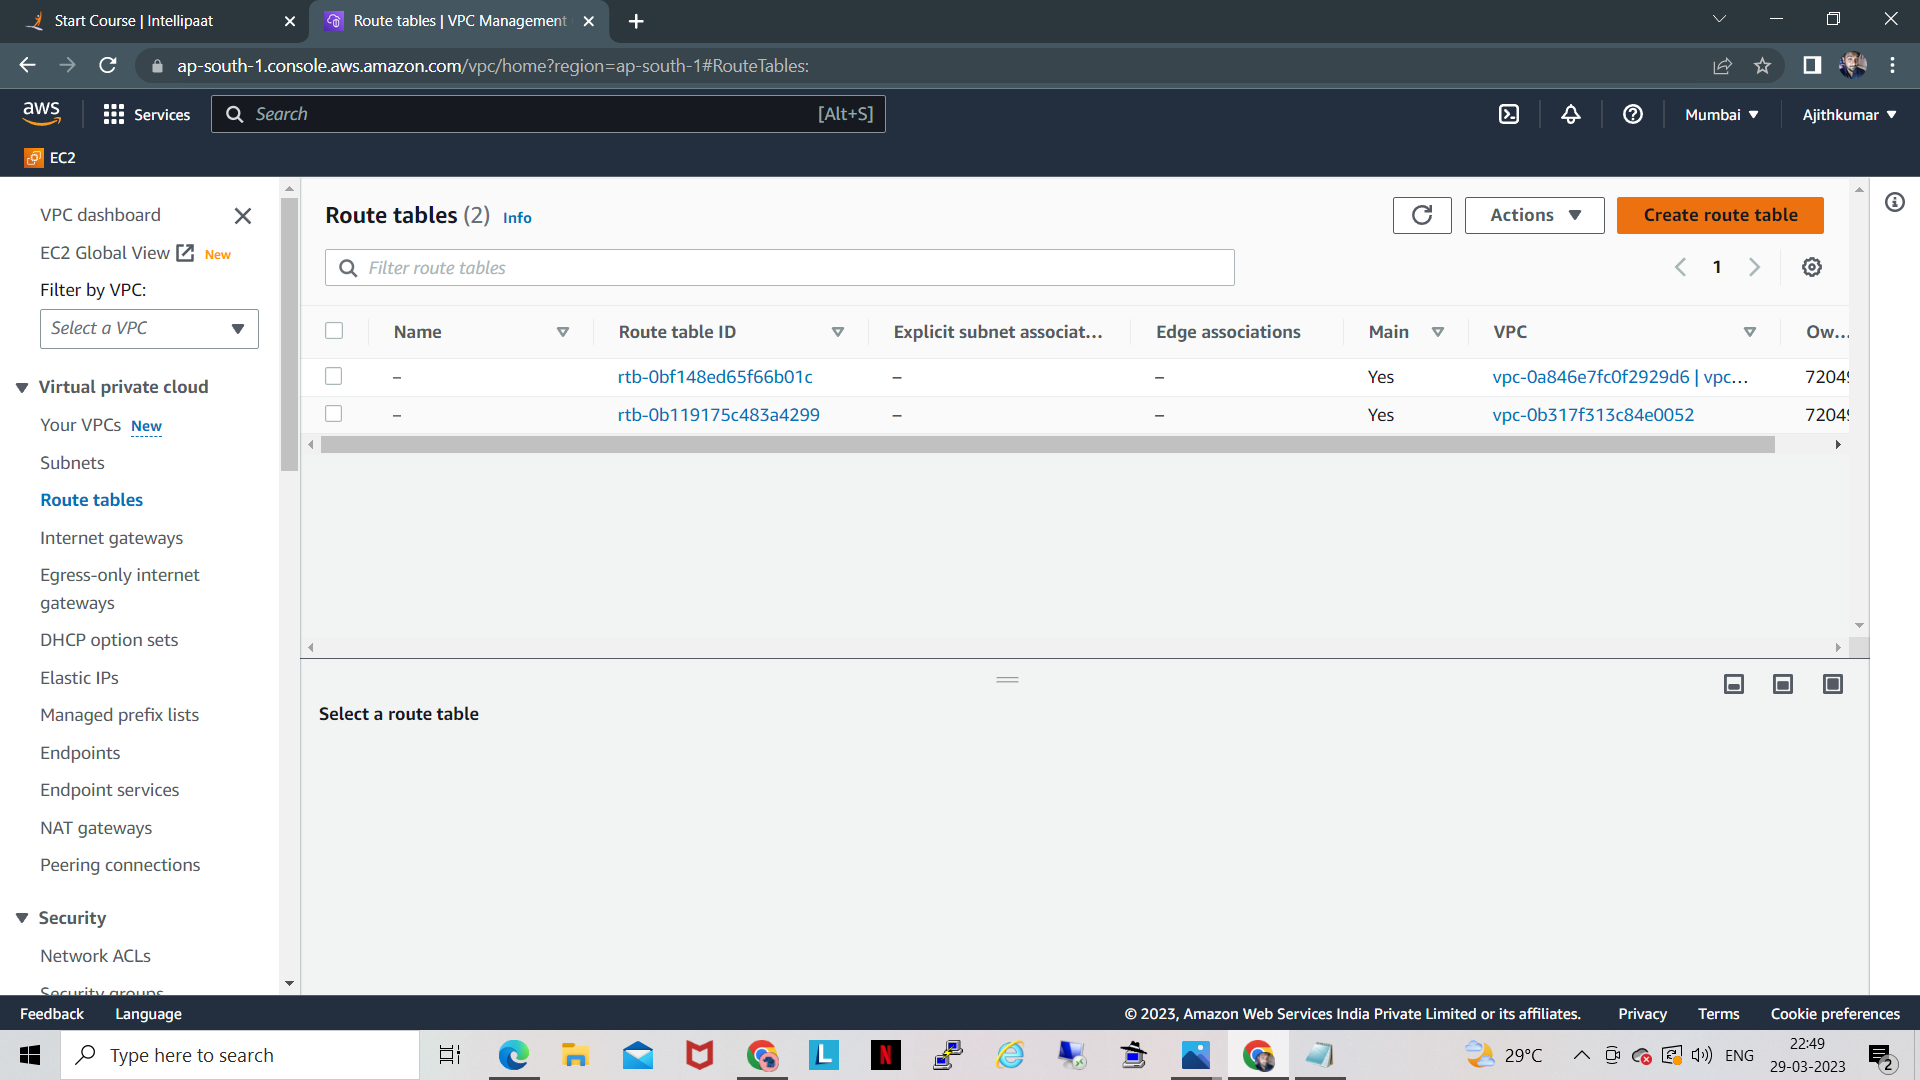 Start Course | Intellipaat
Route tables | VPC Management
ap-south-1.console.aws.amazon.com/vpc/home?region=ap-south-1#RouteTables:
aws
Services
Search
[Alt+S]
Mumbai
Ajithkumar
EC2
VPC dashboard
EC2 Global View New
Filter by VPC:
Select a VPC
Virtual private cloud
Your VPCs New
Subnets
Route tables
Internet gateways
Egress-only internet
gateways
DHCP option sets
Elastic IPs
Managed prefix lists
Endpoints
Endpoint services
NAT gateways
Peering connections
Security
Network ACLs
Security groups
Route tables (2) Info
Actions
Create route table
Filter route tables
1
Name Route table ID Explicit subnet associat... Edge associations Main VPC Ow...
– rtb-0bf148ed65f66b01c – – Yes vpc-0a846e7fc0f2929d6 | vpc... 72049
– rtb-0b119175c483a4299 – – Yes vpc-0b317f313c84e0052 72049
Select a route table
Feedback Language © 2023, Amazon Web Services India Private Limited or its affiliates. Privacy Terms Cookie preferences
Type here to search
L
N
29°C
ENG
22:49
29-03-2023
2